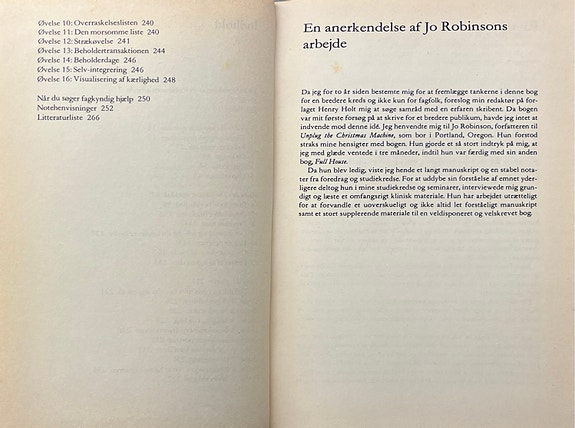 Øvelse 10: Overraskelseslisten 240
Øvelse 11: Den morsomme liste 240
Øvelse 12: Strækøvelse 241
Øvelse 13: Beholdertransaktionen 244
Øvelse 14: Beholderdage 246
Øvelse 15: Selv-integrering 246
Øvelse 16: Visualisering af kærlighed 248
Når du søger fagkyndig hjælp 250
Notehenvisninger 252
Litteraturliste 266
En anerkendelse af Jo Robinsons
arbejde
Da jeg for to år siden bestemte mig for at fremlægge tankerne i denne bog
for en bredere kreds og ikke kun for fagfolk, foreslog min redaktør på for-
laget Henry Holt mig at søge samråd med en erfaren skribent. Da bogen
var mit første forsøg på at skrive for et bredere publikum, havde jeg intet at
indvende mod denne idé. Jeg henvendte mig til Jo Robinson, forfatteren til
Unplug the Christmas Machine, som bor i Portland, Oregon. Hun forstod
straks mine hensigter med bogen. Hun gjorde et så stort indtryk på mig, at
jeg med glæde ventede i tre måneder, indtil hun var færdig med sin anden
bog, Full House.
Da hun blev ledig, viste jeg hende et langt manuskript og en stabel nota-
ter fra foredrag og studiekredse. For at uddybe sin forståelse af emnet yder-
ligere deltog hun i mine studiekredse og seminarer, interviewede mig grun-
digt og læste et omfangsrigt klinisk materiale. Hun har arbejdet utrætteligt
for at forvandle et uoverskueligt og ikke altid let forståeligt manuskript
samt et stort supplerende materiale til en veldisponeret og velskrevet bog.